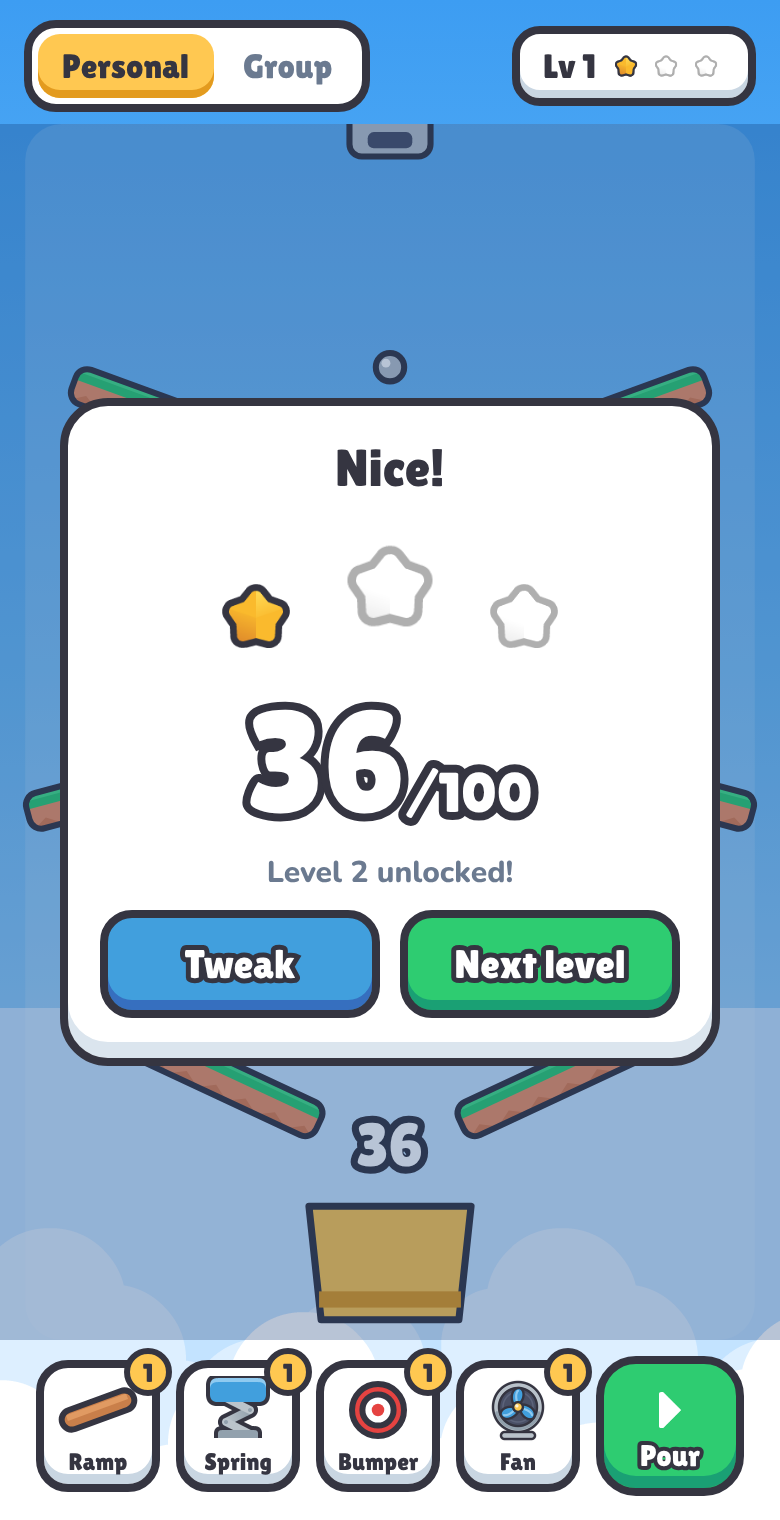 Personal Group Lv 1
Nice!
36/100
Level 2 unlocked!
Tweak Next level
36
1 1 1 1
Ramp Spring Bumper Fan Pour